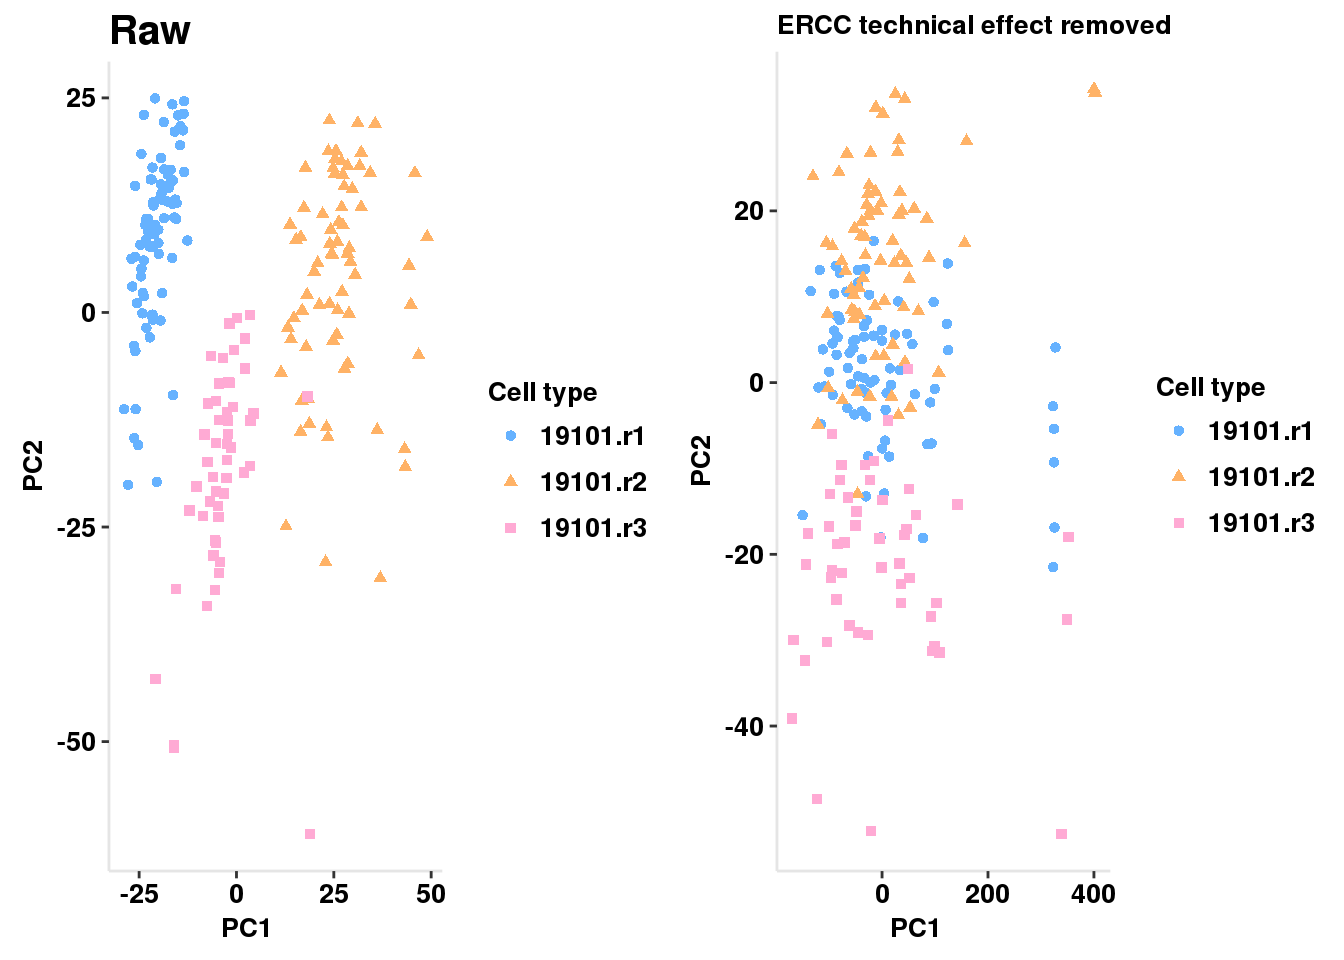 Raw
25
0
-25
-50
PC2
-25
0
25
50
PC1
Cell type
19101.r1
19101.r2
19101.r3
ERCC technical effect removed
20
0
-20
-40
PC2
0
200
400
PC1
Cell type
19101.r1
19101.r2
19101.r3